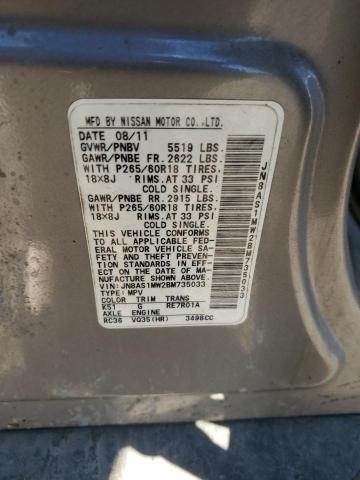 MFD BY NISSAN MOTOR CO.,LTD.
DATE 08/11
GVWR/PNBV 5519 LBS.
GAWR/PNBE FR. 2622 LBS.
WITH P265/60R18 TIRES,
18x8J RIMS.AT 33 PSI
COLD SINGLE.
GAWR/PNBE RR. 2915 LBS.
WITH P265/60R18 TIRES,
18x8J RIMS.AT 33 PSI
COLD SINGLE.
THIS VEHICLE CONFORMS
TO ALL APPLICABLE FED-
ERAL MOTOR VEHICLE SA-
FETY AND THEFT PREVENTION
STANDARDS IN EFF-
ECT ON THE DATE OF MA-
NUFACTURE SHOWN ABOVE.
VIN:JN8AS1MW2BM735033
TYPE:MPV
COLOR TRIM TRANS
K51 G RE7R01A
AXLE ENGINE
RC36 VQ35(HR) 3498CC
JN8AS1MW2BM735033